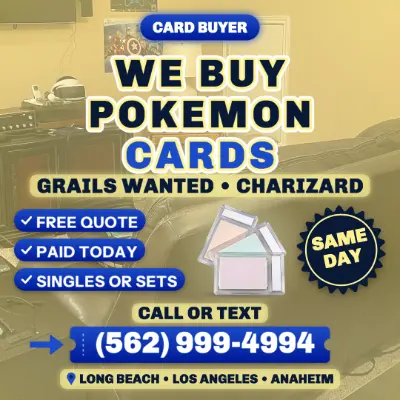 CARD BUYER
WE BUY
POKEMON
CARDS
GRAILS WANTED • CHARIZARD
FREE QUOTE
PAID TODAY
SINGLES OR SETS
SAME
DAY
CALL OR TEXT
(562) 999-4994
LONG BEACH • LOS ANGELES • ANAHEIM